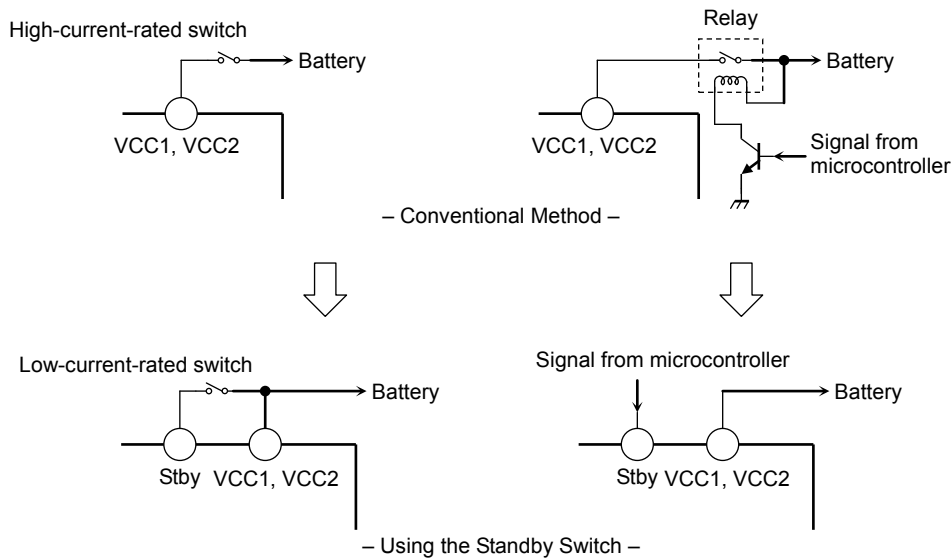 High-current-rated switch
Battery
VCC1, VCC2
Relay
Battery
VCC1, VCC2
Signal from
microcontroller
– Conventional Method –
Low-current-rated switch
Battery
Stby VCC1, VCC2
Signal from microcontroller
Battery
Stby VCC1, VCC2
– Using the Standby Switch –